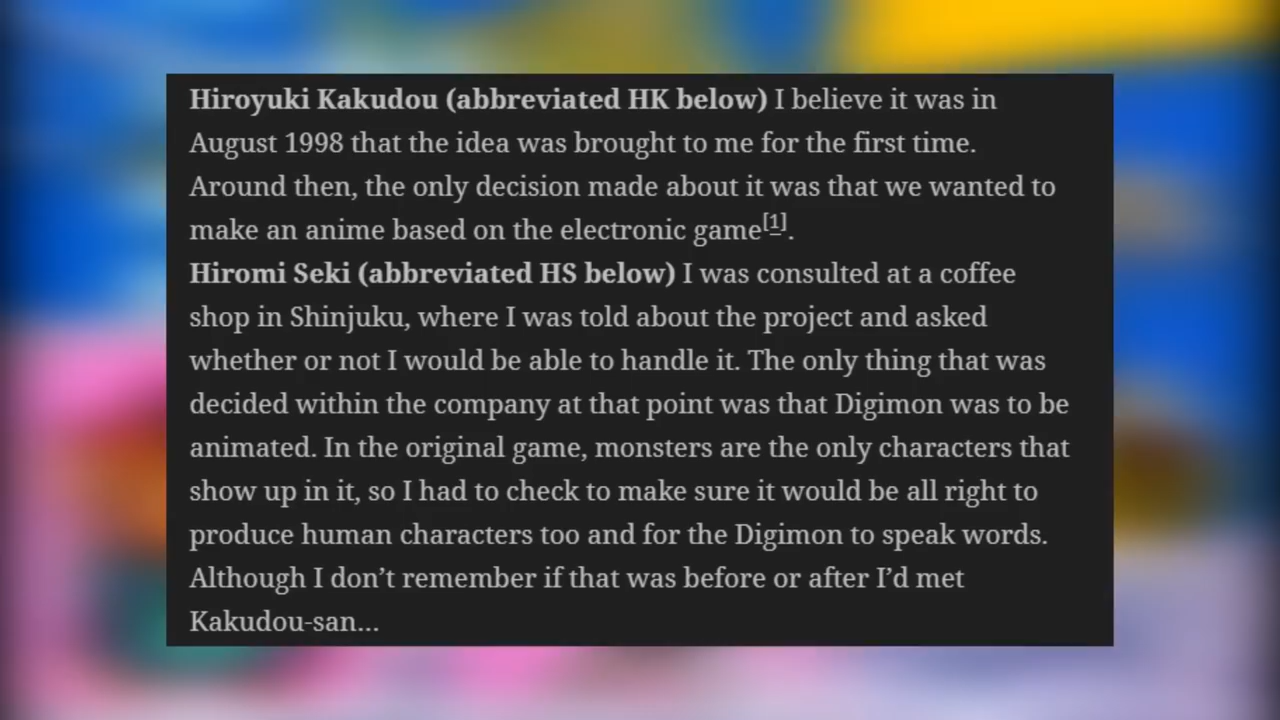 Hiroyuki Kakudou (abbreviated HK below) I believe it was in
August 1998 that the idea was brought to me for the first time.
Around then, the only decision made about it was that we wanted to
make an anime based on the electronic game[1].
Hiromi Seki (abbreviated HS below) I was consulted at a coffee
shop in Shinjuku, where I was told about the project and asked
whether or not I would be able to handle it. The only thing that was
decided within the company at that point was that Digimon was to be
animated. In the original game, monsters are the only characters that
show up in it, so I had to check to make sure it would be all right to
produce human characters too and for the Digimon to speak words.
Although I don’t remember if that was before or after I’d met
Kakudou-san...